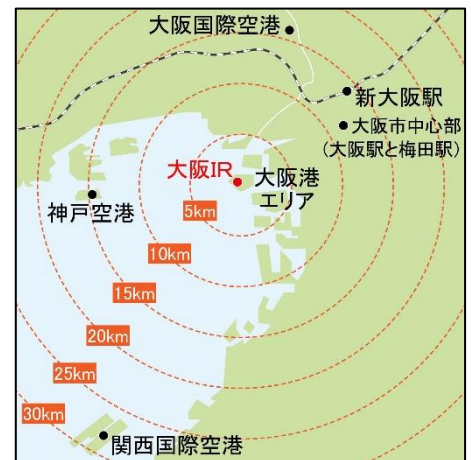 大阪国際空港
新大阪駅
大阪市中心部
(大阪駅と梅田駅)
大阪IR
大阪港
エリア
神戸空港
5km
10km
15km
20km
25km
30km
関西国際空港